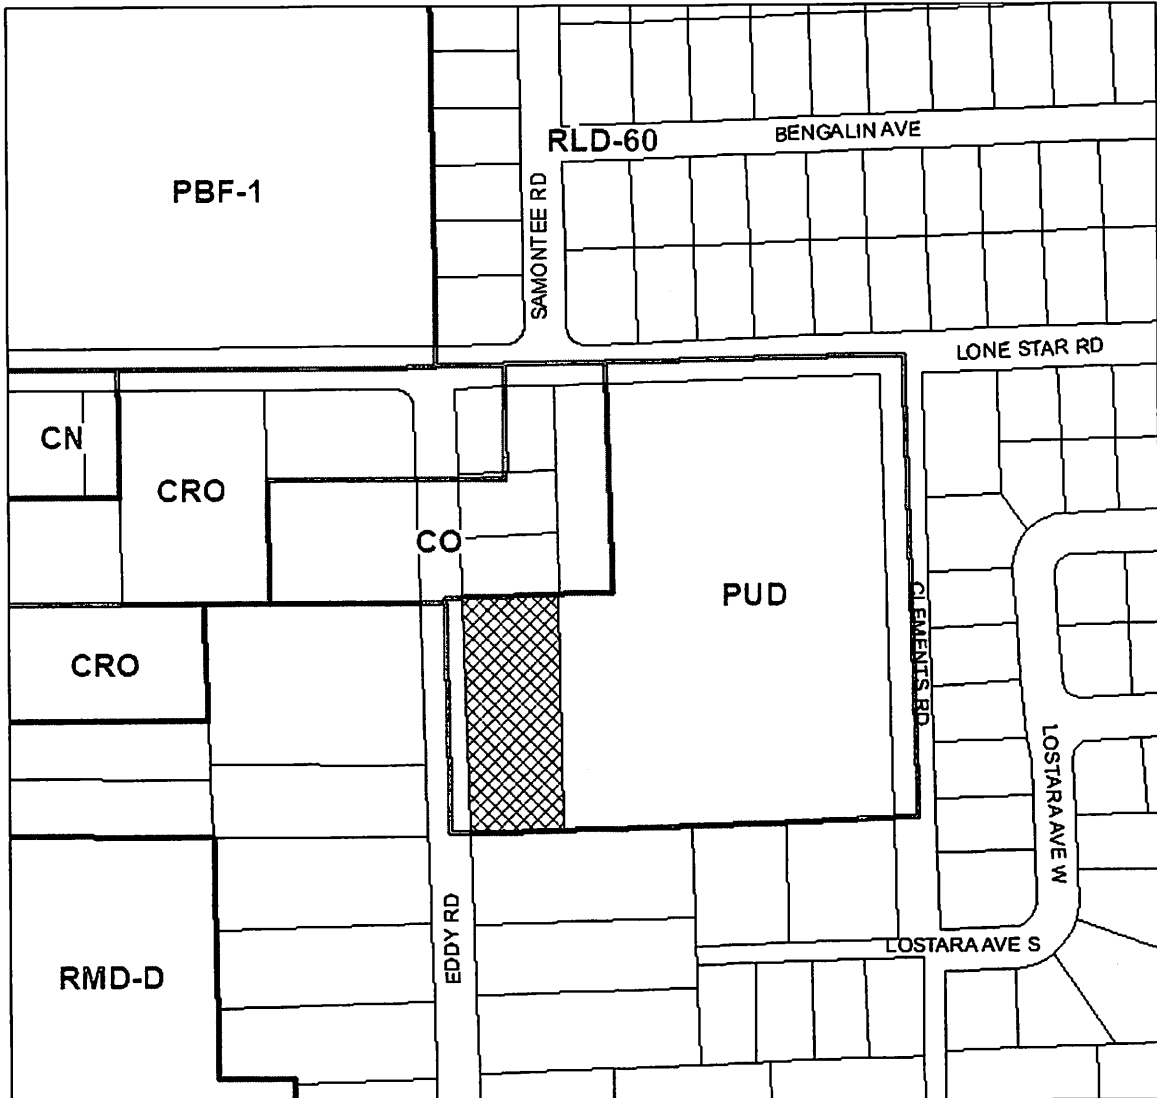 RLD-60
BENGALIN AVE
PBF-1
SAMONTEE RD
LONE STAR RD
CN
CRO
CO
PUD
CLEMENTS RD
CRO
LOSTARA AVE W
EDDY RD
LOSTARA AVE S
RMD-D